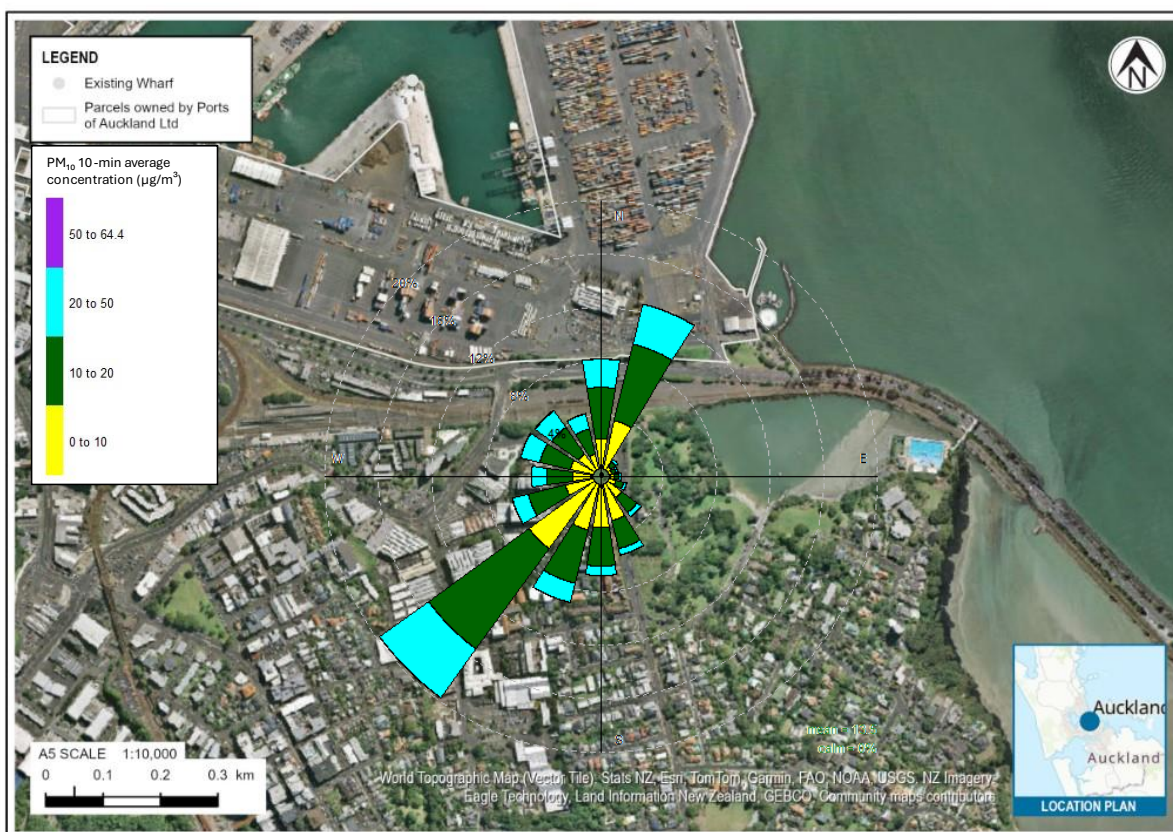 LEGEND
Existing Wharf
Parcels owned by Ports
of Auckland Ltd
N
PM₁₀ 10-min average
concentration (µg/m³)
50 to 64.4
20 to 50
10 to 20
0 to 10
N
12%
8%
4%
W
E
S
calm = 
A5 SCALE 1:10,000
0 0.1 0.2 0.3 km
World Topographic Map (Vector Tile): Stats NZ, Esri, TomTom, Garmin, FAO, NOAA, USGS. NZ Imagery:
Eagle Technology, Land Information New Zealand, GEBCO, Community maps contributors
Auckland
LOCATION PLAN